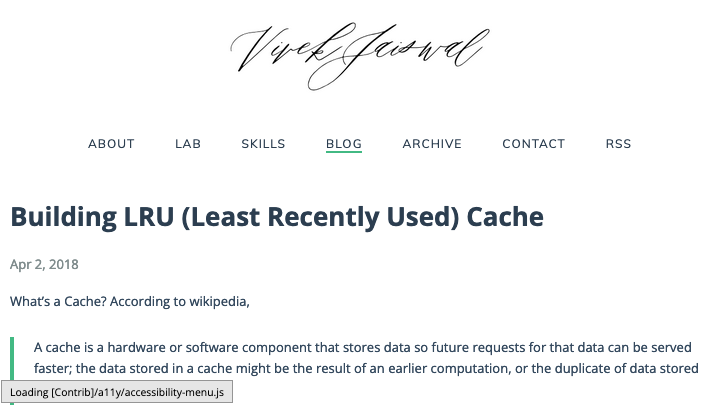 Vivek Jaiswal
ABOUT LAB SKILLS BLOG ARCHIVE CONTACT RSS
Building LRU (Least Recently Used) Cache
Apr 2, 2018
What's a Cache? According to wikipedia,
A cache is a hardware or software component that stores data so future requests for that data can be served
faster; the data stored in a cache might be the result of an earlier computation, or the duplicate of data stored
Loading [Contrib]/a11y/accessibility-menu.js